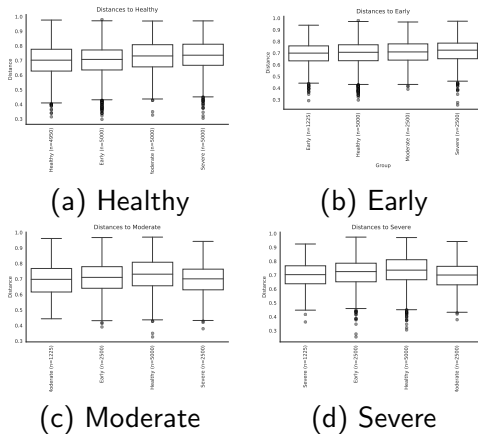 Distances to Healthy
Distance
1.0
0.9
0.8
0.7
0.6
0.5
0.4
0.3
Healthy (n=4950)
Early (n=5000)
Moderate (n=5000)
Severe (n=5000)
(a) Healthy
Distances to Early
Distance
1.0
0.9
0.8
0.7
0.6
0.5
0.4
0.3
Early (n=1225)
Healthy (n=5000)
Moderate (n=2500)
Severe (n=2500)
Group
(b) Early
Distances to Moderate
Distance
1.0
0.9
0.8
0.7
0.6
0.5
0.4
0.3
Moderate (n=1225)
Early (n=2500)
Healthy (n=5000)
Severe (n=2500)
(c) Moderate
Distances to Severe
Distance
1.0
0.9
0.8
0.7
0.6
0.5
0.4
0.3
Severe (n=1225)
Early (n=2500)
Healthy (n=5000)
Moderate (n=2500)
(d) Severe